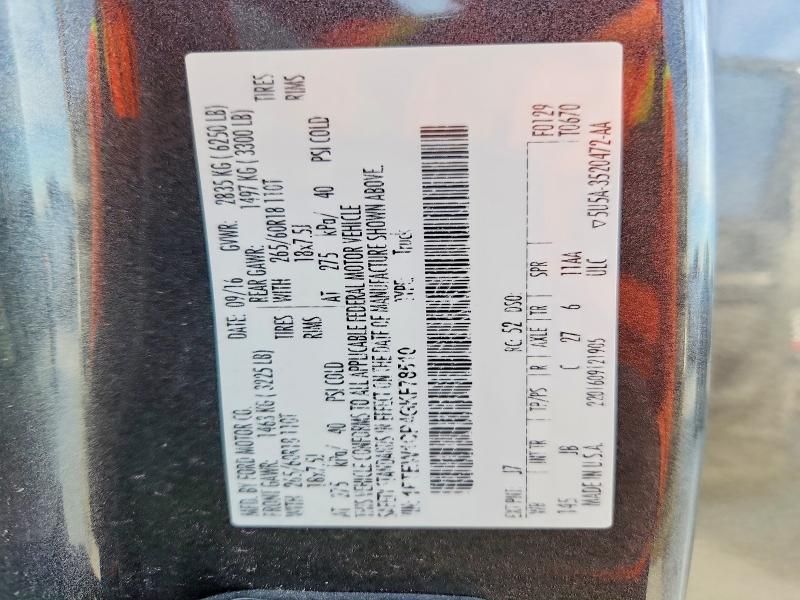 MFD. BY FORD MOTOR CO.
DATE: 09/16 GVWR: 2835 KG ( 6250 LB)
FRONT GAWR: 1463 KG ( 3225 LB)
REAR GAWR: 1497 KG ( 3300 LB)
WITH 265/60R18 110T TIRES
WITH 265/60R18 110T TIRES
18x7.5J RIMS
18x7.5J RIMS
AT 275 kPa/ 40 PSI COLD
AT 275 kPa/ 40 PSI COLD
THIS VEHICLE CONFORMS TO ALL APPLICABLE FEDERAL MOTOR VEHICLE
SAFETY STANDARDS IN EFFECT ON THE DATE OF MANUFACTURE SHOWN ABOVE.
TYPE: Truck
EXT PNT: J7 RC: 52 DSO: F0129
WB INT TR TP/PS R AXLE TR SPR T0670
145 JB C 27 6 11AA
MADE IN U.S.A. 220160912190S ULC
▽5U5A-3520472-AA